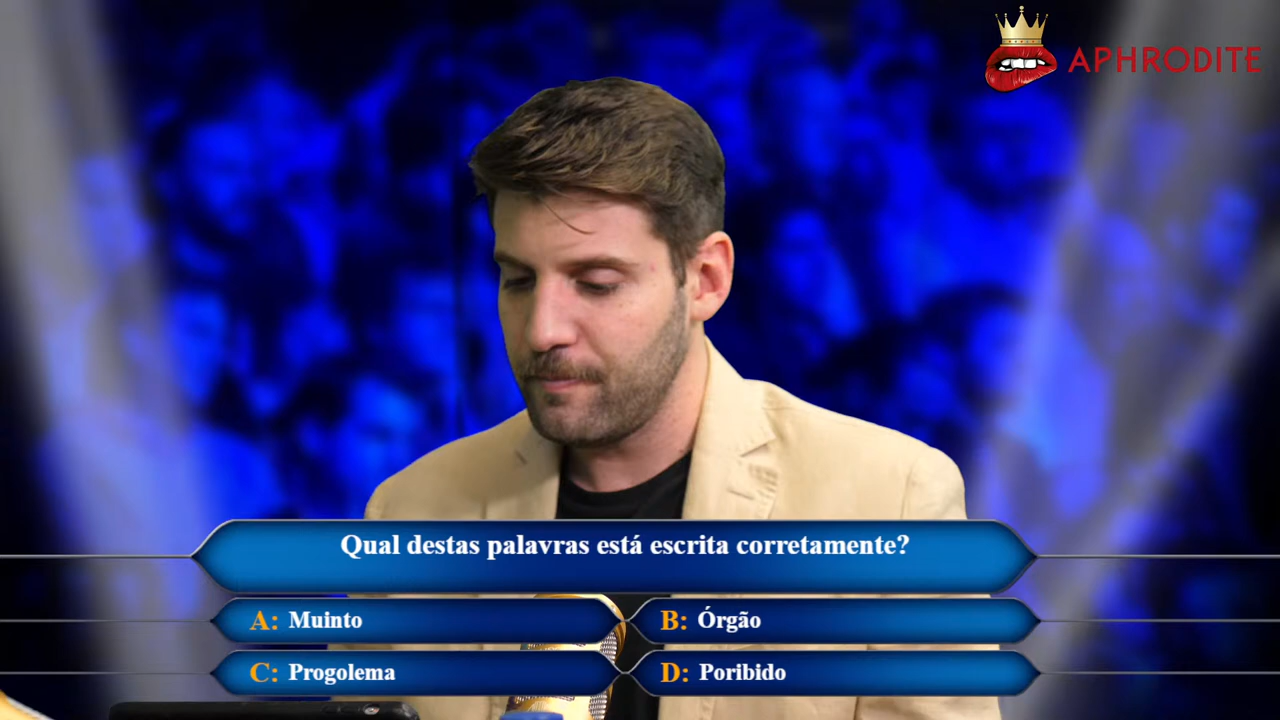 APHRODITE
Qual destas palavras está escrita corretamente?
A: Muinto
B: Órgão
C: Progolema
D: Poribido